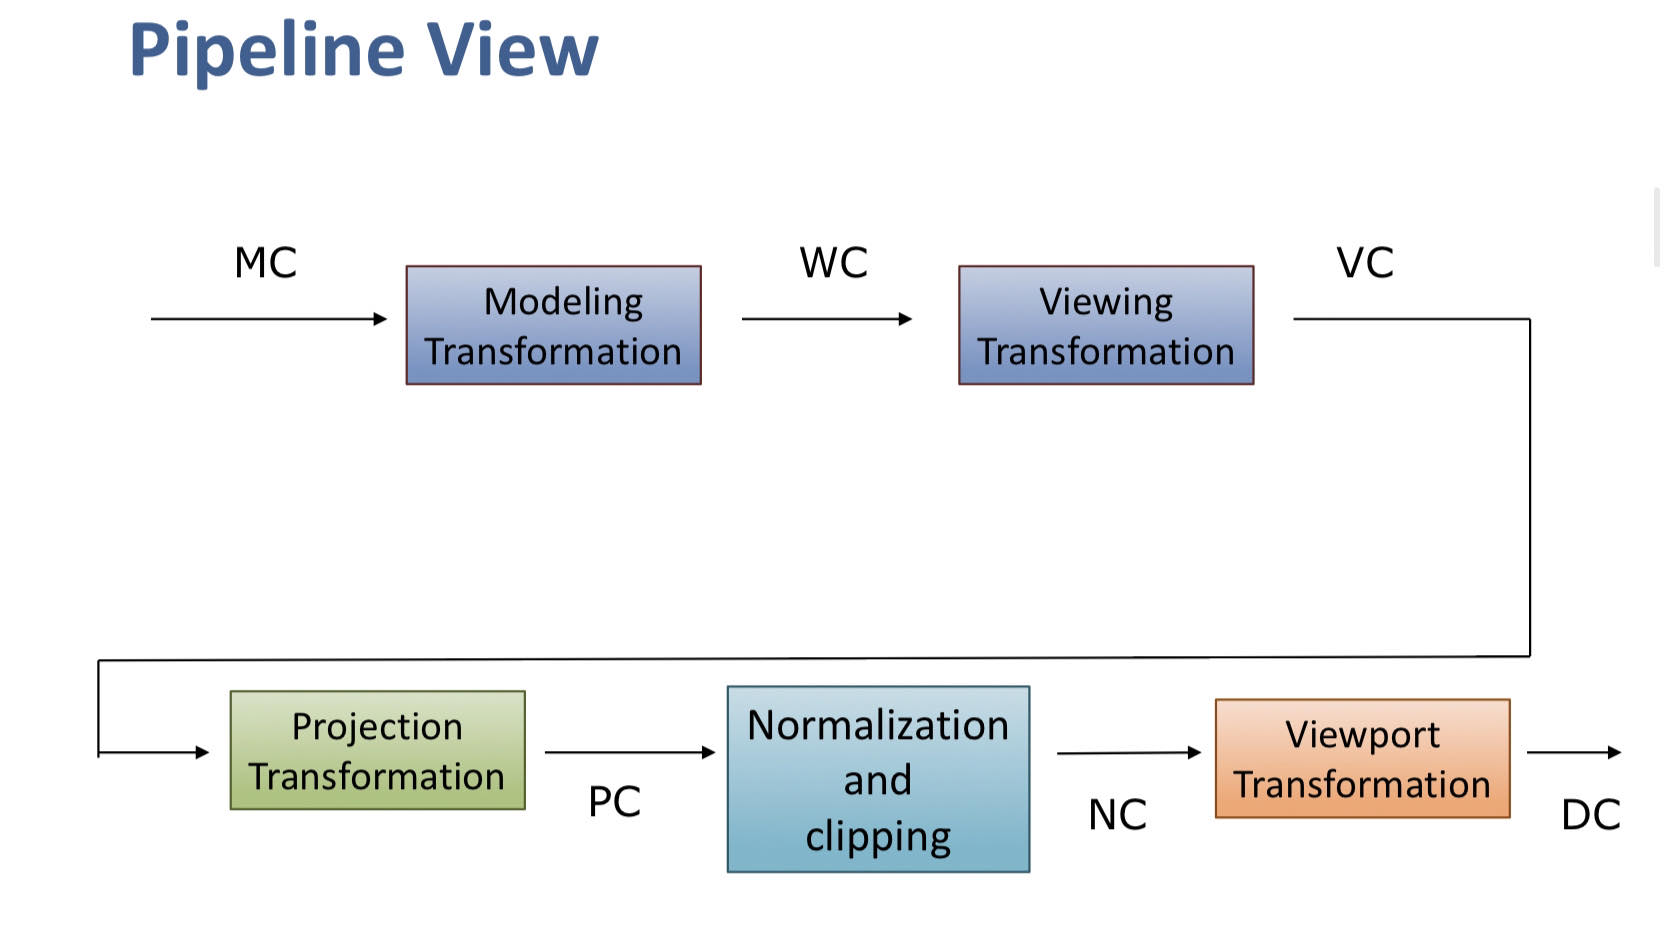 Pipeline View
MC
Modeling
Transformation
WC
Viewing
Transformation
VC
Projection
Transformation
PC
Normalization
and
clipping
NC
Viewport
Transformation
DC